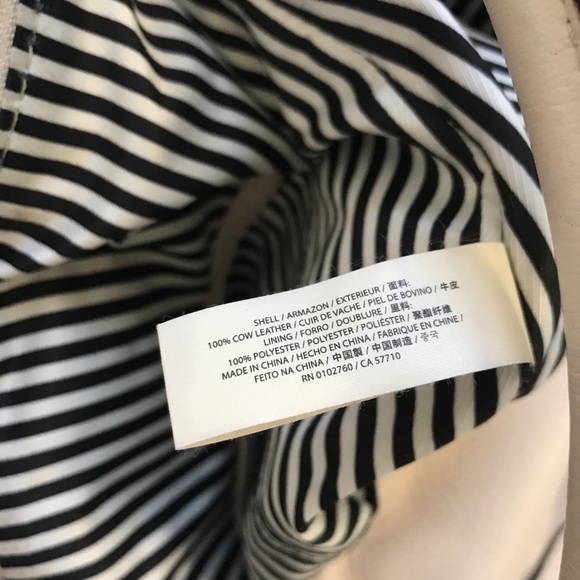 SHELL / ARMAZON / EXTERIEUR / 面料:
100% COW LEATHER / CUIR DE VACHE / PIEL DE BOVINO / 牛皮
LINING / FORRO / DOUBLURE / 里料:
100% POLYESTER / POLYESTER / POLIÉSTER / 聚酯纤维
MADE IN CHINA / HECHO EN CHINA / FABRIQUE EN CHINE /
FEITO NA CHINA / 中国製 / 中国制造 / 중국
RN 0102760 / CA 57710